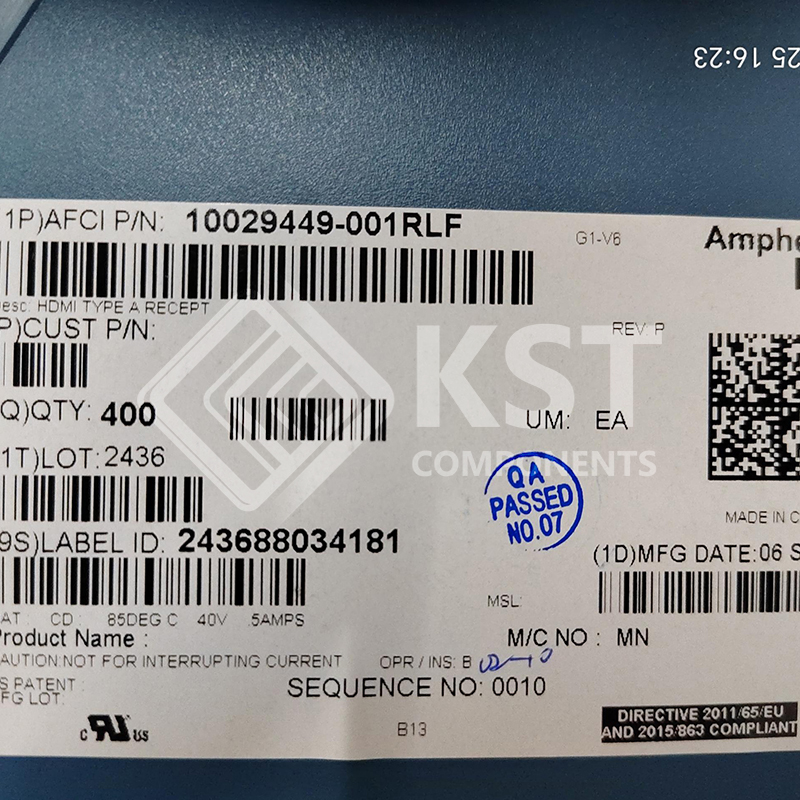 25 16:23
1P)AFCI P/N: 10029449-001RLF
G1-V6
Amphe
esc: HDMI TYPE A RECEPT
P)CUST P/N:
REV: P
KST
COMPONENTS
Q)QTY: 400
UM: EA
1T)LOT:2436
QA
PASSED
NO.07
MADE IN C
9S)LABEL ID: 243688034181
(1D)MFG DATE:06 S
MSL:
AT: CD: 85DEG C 40V .5AMPS
Product Name :
M/C NO : MN
AUTION:NOT FOR INTERRUPTING CURRENT
OPR / INS: B
S PATENT :
FG LOT:
SEQUENCE NO: 0010
c RU us
B13
DIRECTIVE 2011/65/EU
AND 2015/863 COMPLIANT